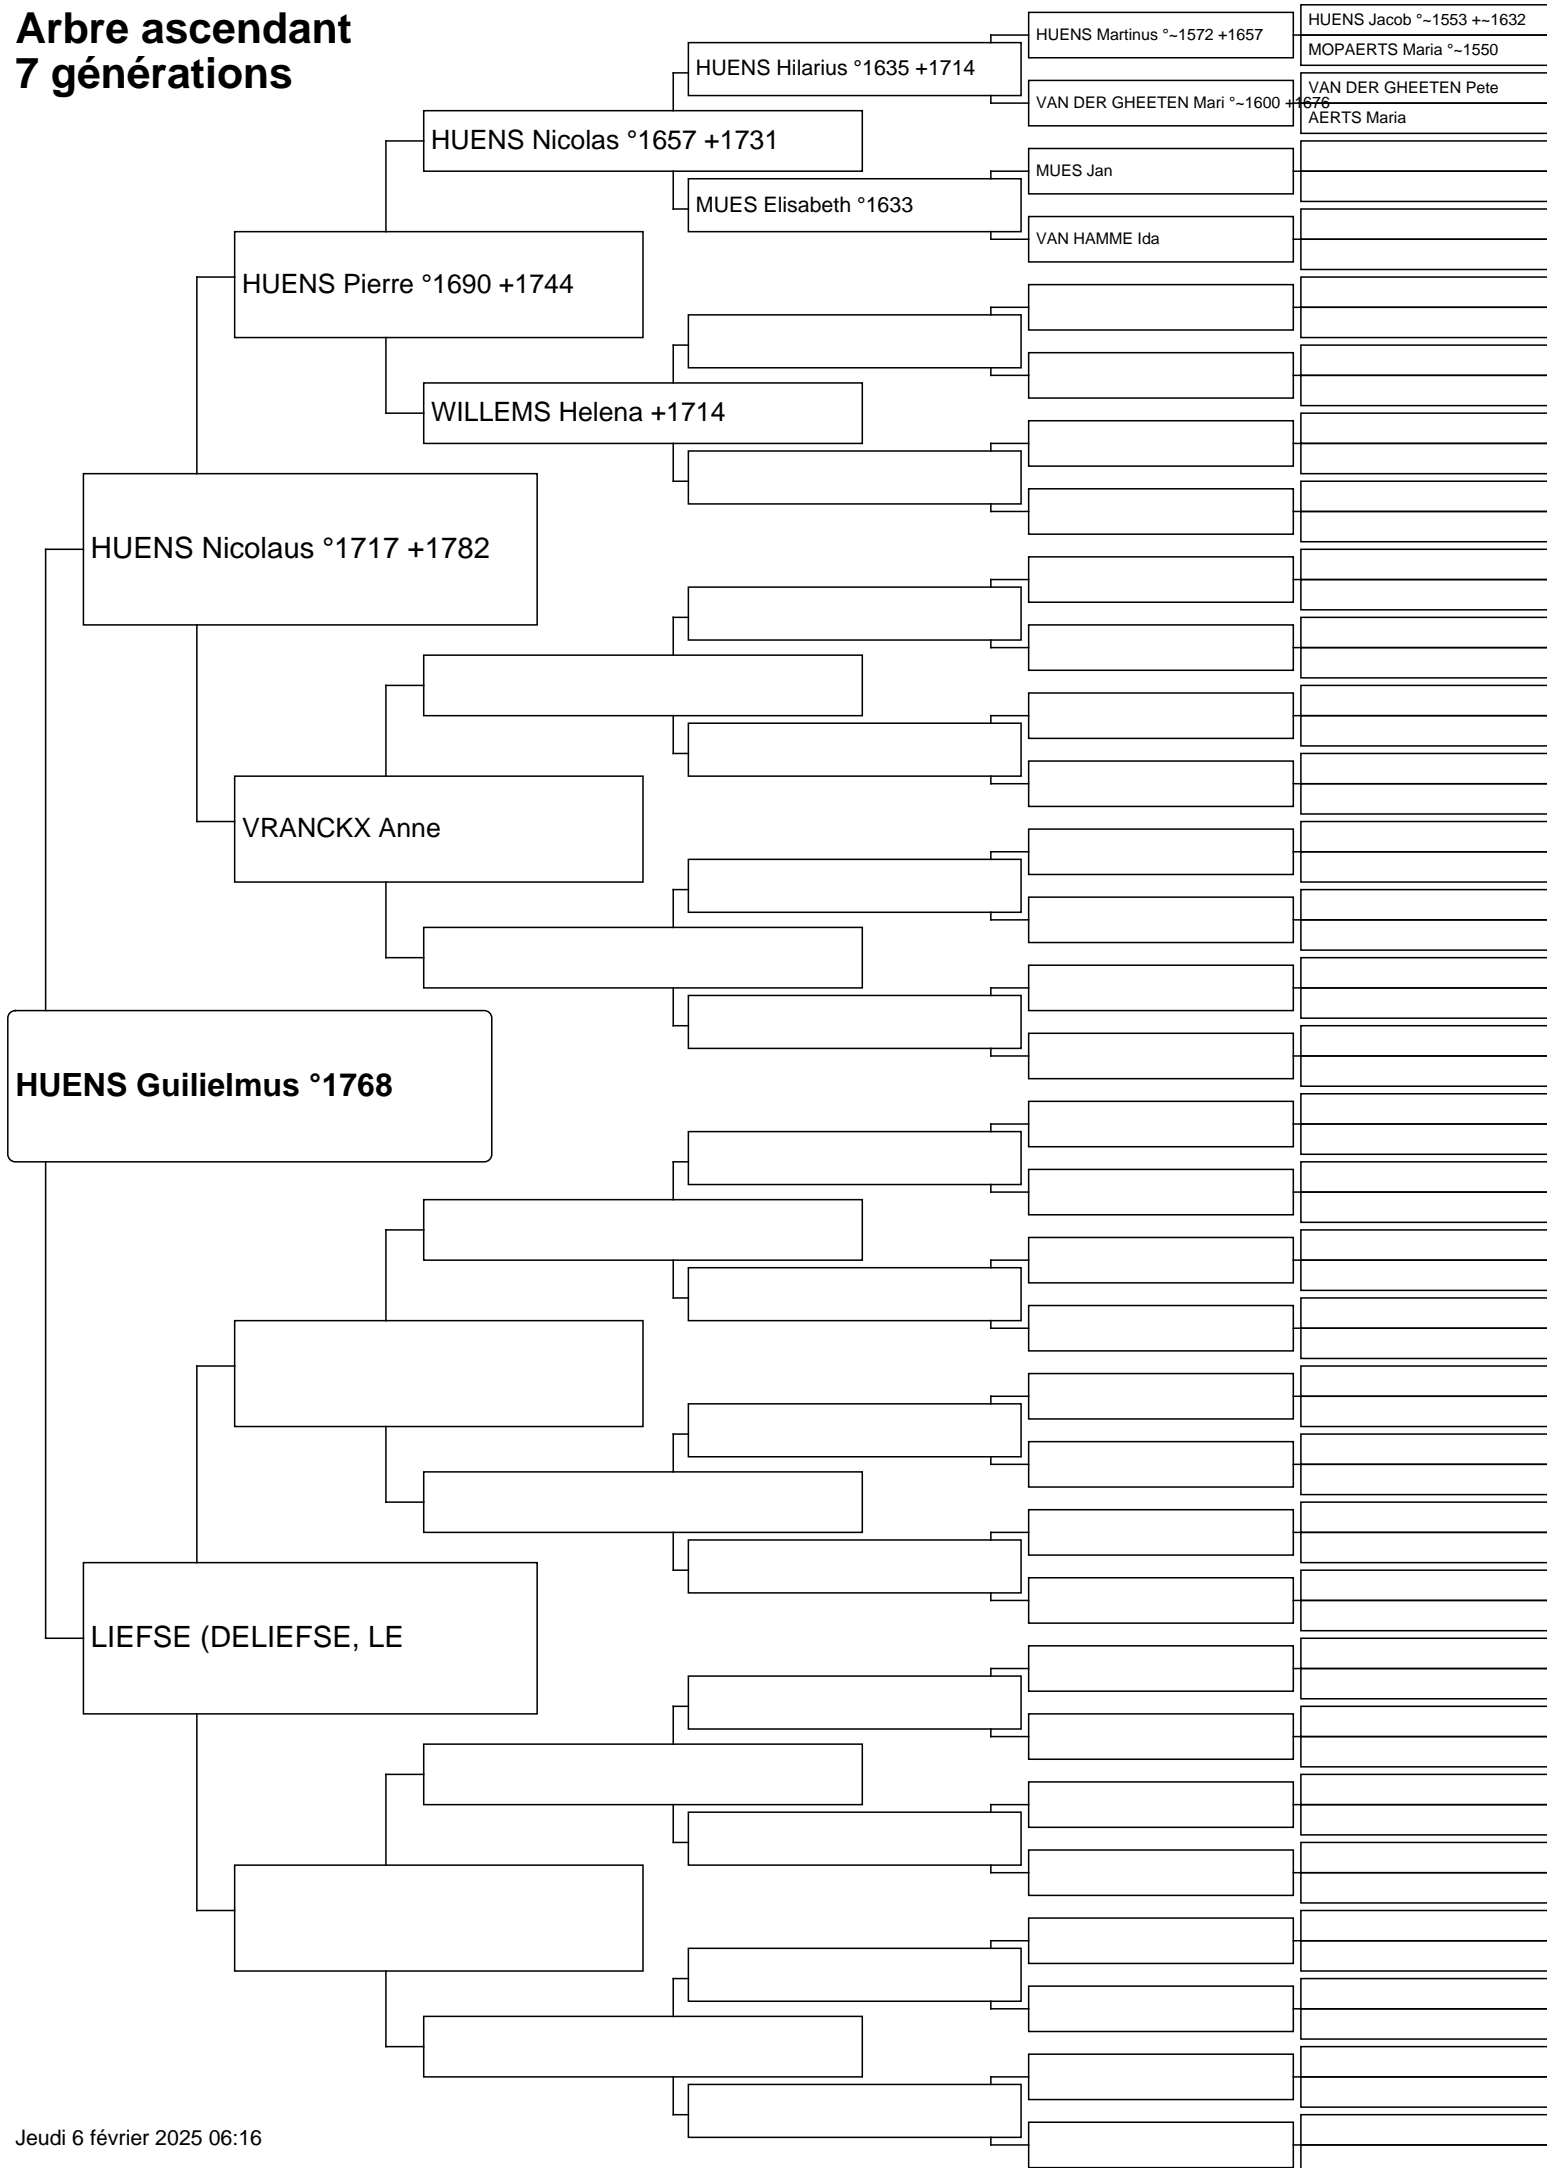 Arbre ascendant
7 générations
HUENS Jacob °~1553 +~1632
HUENS Martinus °~1572 +1657
MOPAERTS Maria °~1550
HUENS Hilarius °1635 +1714
VAN DER GHEETEN Pete
VAN DER GHEETEN Mari °~1600 +1676
AERTS Maria
HUENS Nicolas °1657 +1731
MUES Jan
MUES Elisabeth °1633
VAN HAMME Ida
HUENS Pierre °1690 +1744
WILLEMS Helena +1714
HUENS Nicolaus °1717 +1782
VRANCKX Anne
HUENS Guilielmus °1768
LIEFSE (DELIEFSE, LE
Jeudi 6 février 2025 06:16